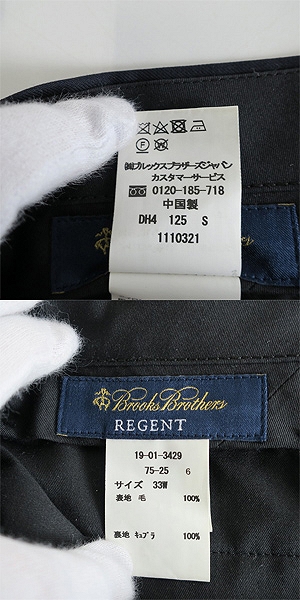 ㈱ブルックスブラザーズジャパン
カスタマーサービス
0120-185-718
中国製
DH4 125 S
1110321
Brooks Brothers
REGENT
19-01-3429
75-25 6
サイズ 33W
裏地 毛 100%
裏地 ｷｭﾌﾟﾗ 100%